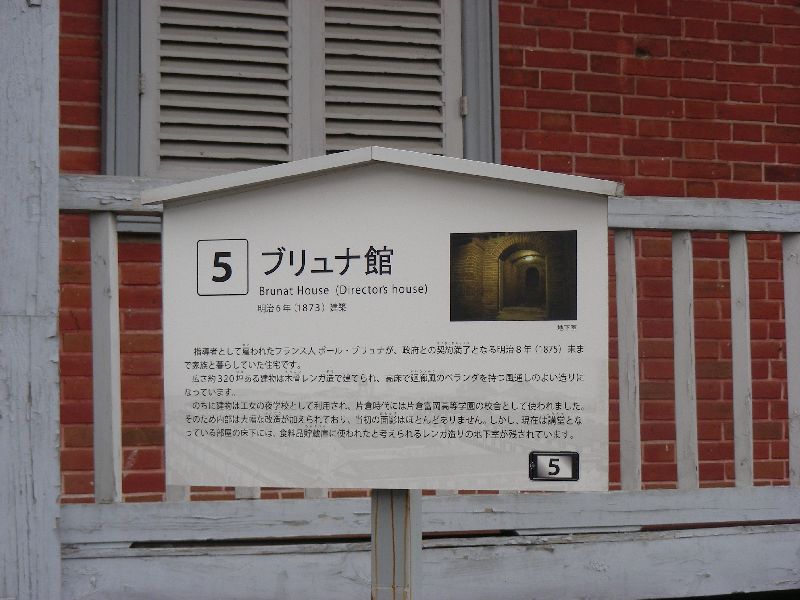 5
ブリュナ館
Brunat House (Director's house)
明治6年(1873)建築
地下室
指導者として雇われたフランス人ポール・ブリュナが、政府との契約満了となる明治8年(1875)末ま
で家族と暮らしていた住宅です。
広さ約320坪ある建物は木骨レンガ造で建てられ、高床で廻廊風のベランダを持つ風通しのよい造りに
なっています。
のちに建物は工女の夜学校として利用され、片倉時代には片倉富岡高等学園の校舎として使われました。
そのため内部は大幅な改造が加えられており、当初の面影はほとんどありません。しかし、現在は講堂とな
っている部屋の床下には、食料品貯蔵庫に使われたと考えられるレンガ造りの地下室が残されています。
5